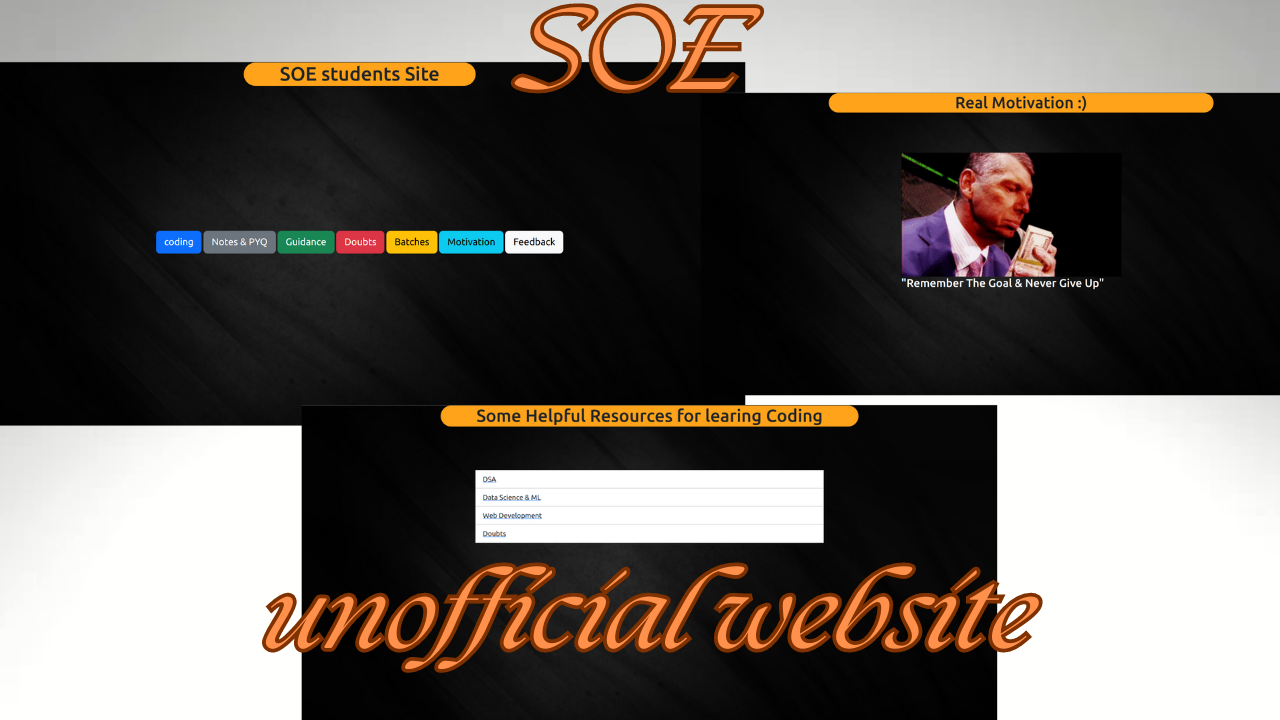 SOE
SOE students Site
coding Notes & PYQ Guidance Doubts Batches Motivation Feedback
Real Motivation :)
"Remember The Goal & Never Give Up"
Some Helpful Resources for learing Coding
DSA
Data Science & ML
Web Development
Doubts
unofficial website